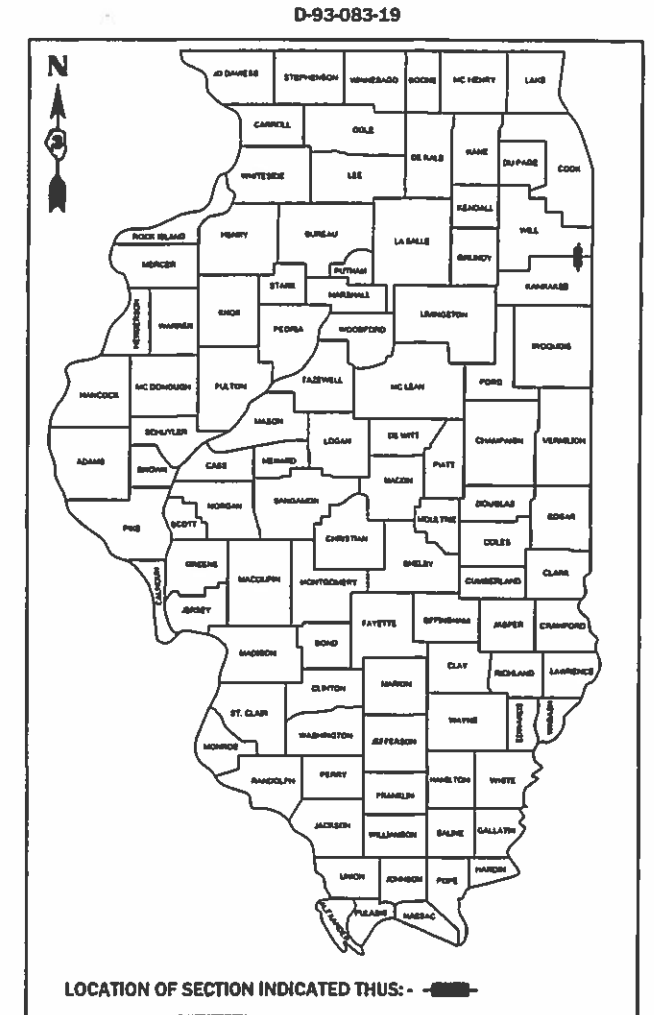 D-93-083-19
N
JO DAVIESS STEPHENSON WINNEBAGO BOONE MC HENRY LAKE
CARROLL OGLE DE KALB KANE DU PAGE COOK
WHITESIDE LEE
KENDALL
ROCK ISLAND HENRY BUREAU LA SALLE WILL
MERCER PUTNAM GRUNDY
STARK MARSHALL KANKAKEE
HENDERSON WARREN KNOX PEORIA WOODFORD LIVINGSTON IROQUOIS
HANCOCK MC DONOUGH FULTON TAZEWELL MC LEAN FORD
SCHUYLER MASON LOGAN DE WITT CHAMPAIGN VERMILION
ADAMS BROWN CASS MENARD PIATT
MACON
PIKE SCOTT MORGAN SANGAMON MOULTRIE DOUGLAS EDGAR
CHRISTIAN COLES
GREENE MACOUPIN MONTGOMERY SHELBY CUMBERLAND CLARK
CALHOUN JERSEY FAYETTE EFFINGHAM JASPER CRAWFORD
MADISON BOND
CLINTON MARION CLAY RICHLAND LAWRENCE
ST. CLAIR WAYNE EDWARDS WABASH
MONROE WASHINGTON JEFFERSON
RANDOLPH PERRY HAMILTON WHITE
FRANKLIN
JACKSON WILLIAMSON SALINE GALLATIN
UNION JOHNSON POPE HARDIN
ALEXANDER PULASKI MASSAC
LOCATION OF SECTION INDICATED THUS: -